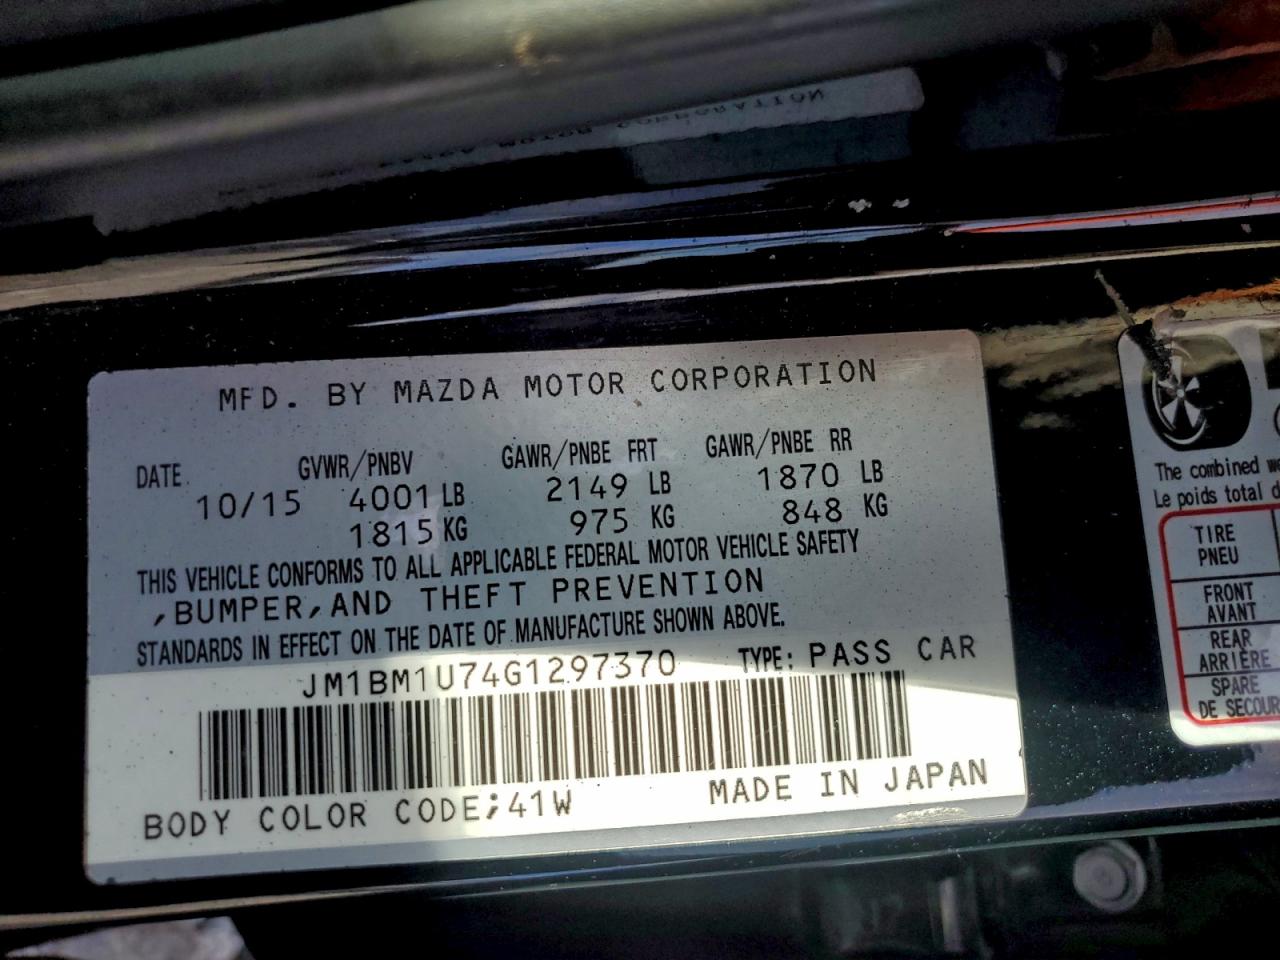 MFD. BY MAZDA MOTOR CORPORATION
DATE GVWR/PNBV GAWR/PNBE FRT GAWR/PNBE RR
10/15 4001 LB 2149 LB 1870 LB
1815 KG 975 KG 848 KG
THIS VEHICLE CONFORMS TO ALL APPLICABLE FEDERAL MOTOR VEHICLE SAFETY
,BUMPER,AND THEFT PREVENTION
STANDARDS IN EFFECT ON THE DATE OF MANUFACTURE SHOWN ABOVE.
JM1BM1U74G1297370 TYPE: PASS CAR
BODY COLOR CODE;41W MADE IN JAPAN
The combined
Le poids total
TIRE
PNEU
FRONT
AVANT
REAR
ARRIÈRE
SPARE
DE SECOUR